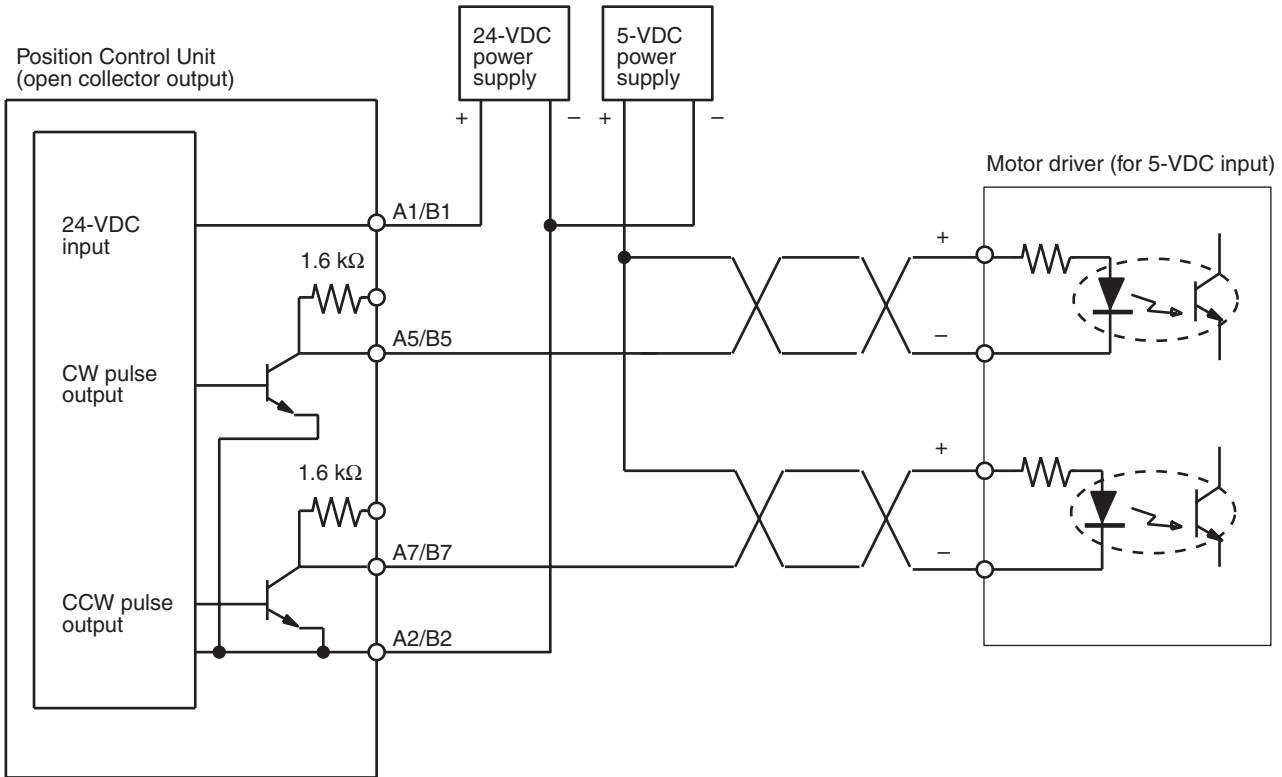 Position Control Unit
(open collector output)
24-VDC
power
supply
5-VDC
power
supply
+
–
+
–
Motor driver (for 5-VDC input)
24-VDC
input
A1/B1
1.6 kΩ
A5/B5
CW pulse
output
+
–
1.6 kΩ
A7/B7
CCW pulse
output
A2/B2
+
–